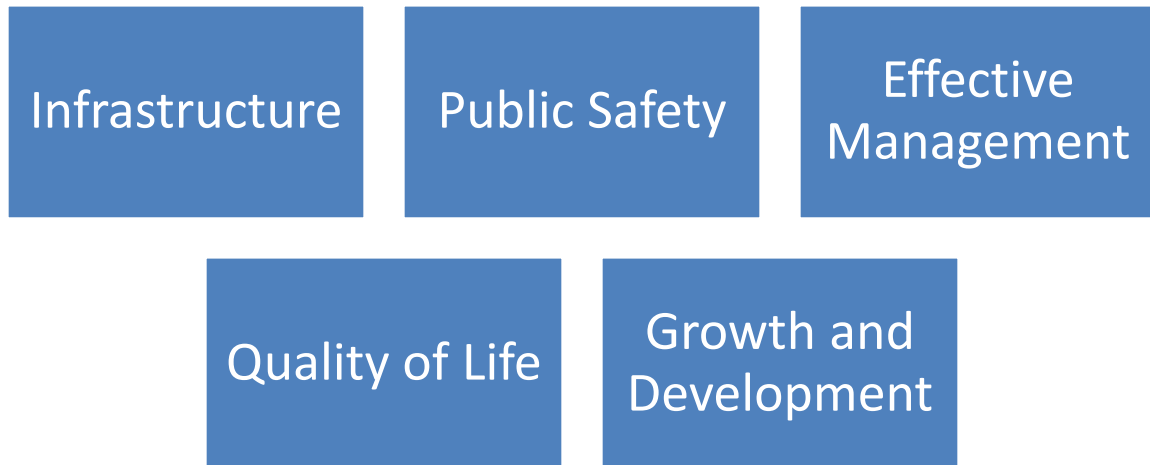 Infrastructure
Public Safety
Effective
Management
Quality of Life
Growth and
Development